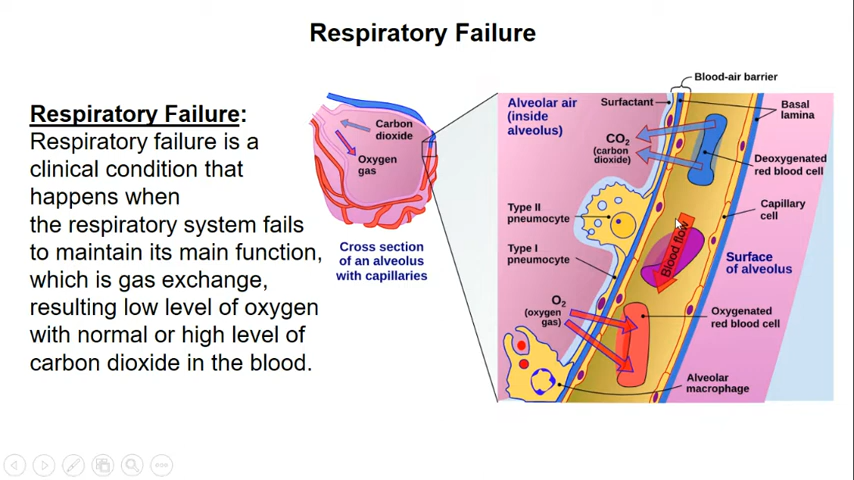 Respiratory Failure
Respiratory Failure:
Respiratory failure is a
clinical condition that
happens when
the respiratory system fails
to maintain its main function,
which is gas exchange,
resulting low level of oxygen
with normal or high level of
carbon dioxide in the blood.
Carbon
dioxide
Oxygen
gas
Cross section
of an alveolus
with capillaries
Blood-air barrier
Alveolar air
(inside
alveolus)
Surfactant
Basal
lamina
CO2
(carbon
dioxide)
Deoxygenated
red blood cell
Type II
pneumocyte
Capillary
cell
Blood flow
Type I
pneumocyte
Surface
of alveolus
O2
(oxygen
gas)
Oxygenated
red blood cell
Alveolar
macrophage